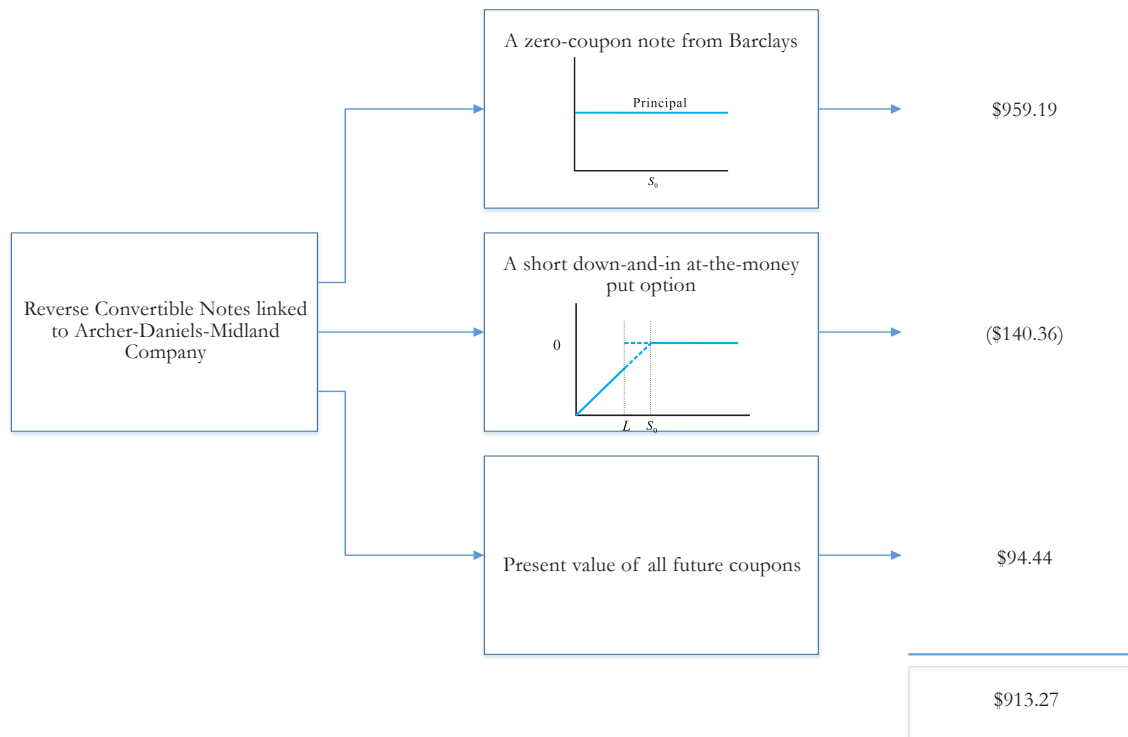 A zero-coupon note from Barclays
Principal
S₀
$959.19
Reverse Convertible Notes linked
to Archer-Daniels-Midland
Company
A short down-and-in at-the-money
put option
0
L S₀
($140.36)
Present value of all future coupons
$94.44
$913.27